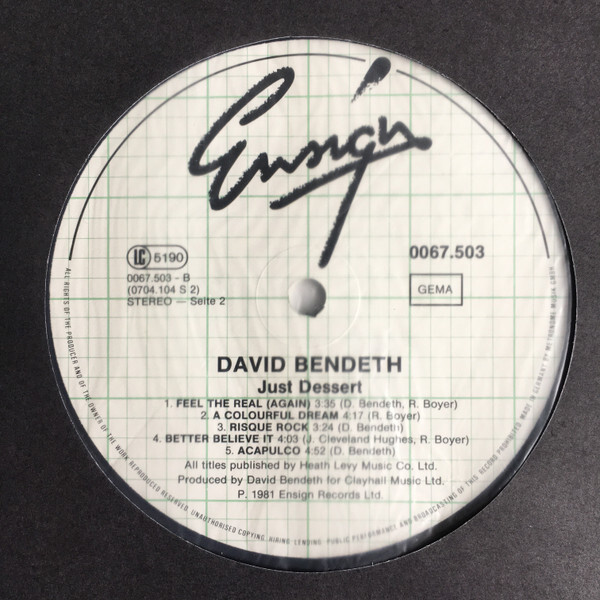 Ensign
LC 5190
0067.503 - B
(0704.104 S 2)
STEREO — Seite 2
0067.503
GEMA
DAVID BENDETH
Just Dessert
1. FEEL THE REAL (AGAIN) 3:35 (D. Bendeth, R. Boyer)
2. A COLOURFUL DREAM 4:17 (R. Boyer)
3. RISQUE ROCK 3:24 (D. Bendeth)
4. BETTER BELIEVE IT 4:03 (J. Cleveland Hughes, R. Boyer)
5. ACAPULCO 4:52 (D. Bendeth)
All titles published by Heath Levy Music Co. Ltd.
Produced by David Bendeth for Clayhall Music Ltd.
P. 1981 Ensign Records Ltd.
ALL RIGHTS OF THE PRODUCER AND OF THE OWNER OF THE WORK REPRODUCED RESERVED. UNAUTHORISED COPYING, HIRING, LENDING, PUBLIC PERFORMANCE AND BROADCASTING OF THIS RECORD PROHIBITED. MADE IN GERMANY BY METRONOME MUSIK GMBH